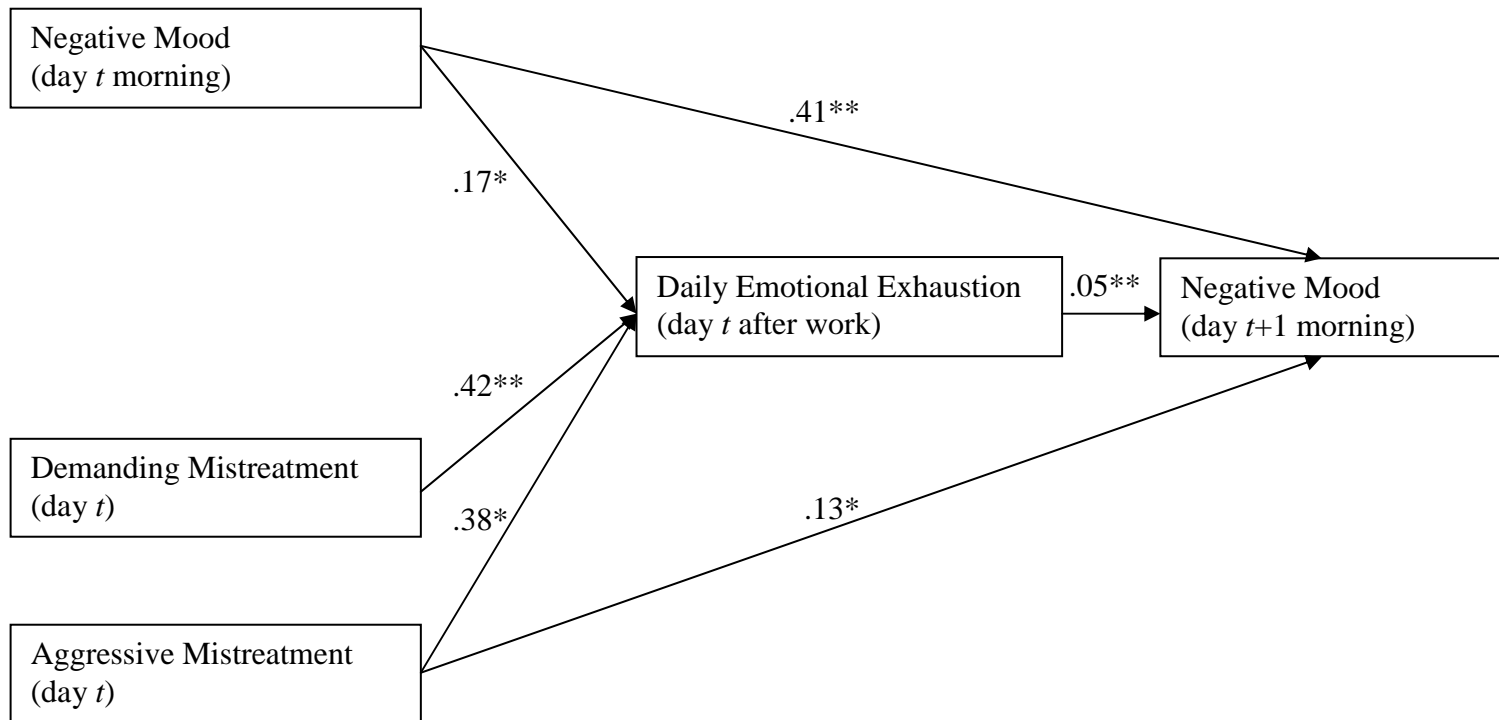 Negative Mood
(day t morning)
.41**
.17*
Daily Emotional Exhaustion
(day t after work)
.05**
Negative Mood
(day t+1 morning)
.42**
Demanding Mistreatment
(day t)
.38*
.13*
Aggressive Mistreatment
(day t)